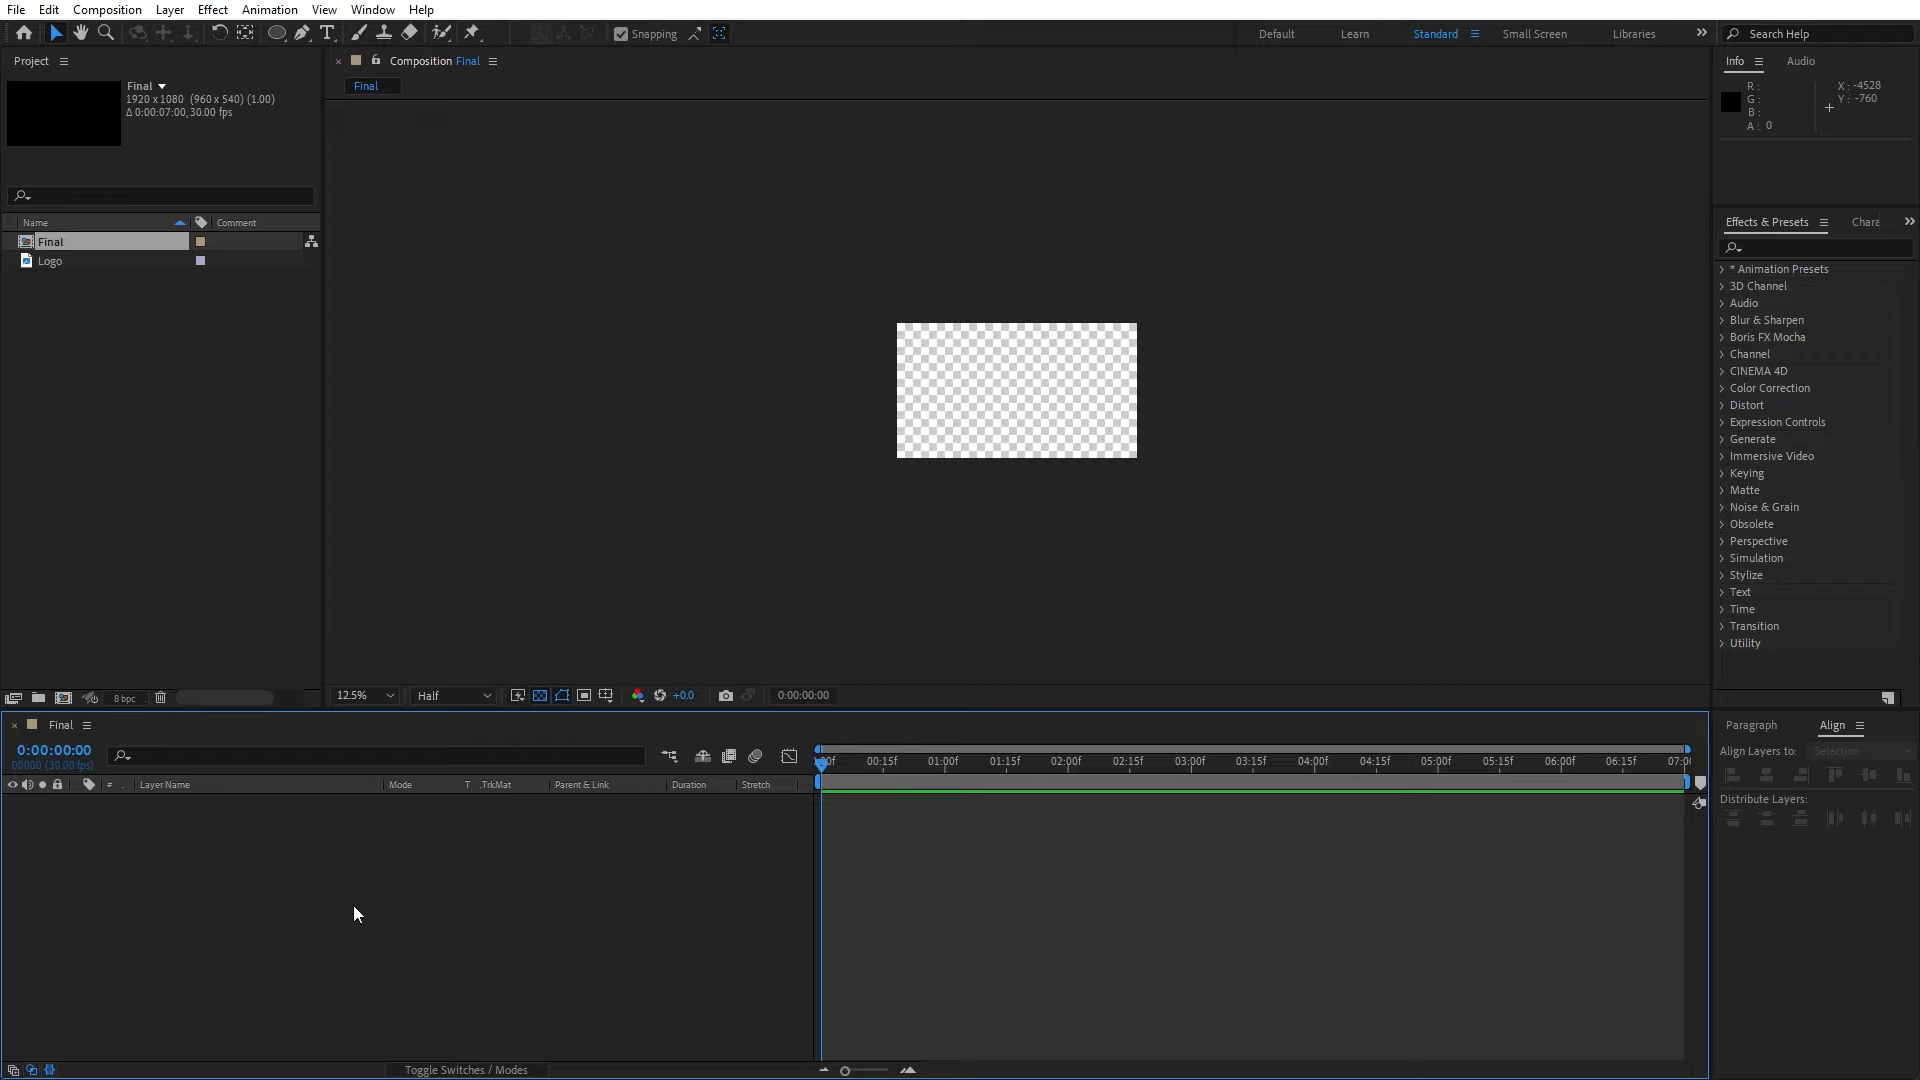 File Edit Composition Layer Effect Animation View Window Help
Snapping
Default Learn Standard Small Screen Libraries
Search Help
Project
Composition Final
Info Audio
Final
Final
1920 x 1080 (960 x 540) (1.00)
Δ 0:00:07:00, 30.00 fps
R : X : -4528
G : Y : -760
B :
A : 0
Name Comment
Final
Logo
Effects & Presets
* Animation Presets
3D Channel
Audio
Blur & Sharpen
Boris FX Mocha
Channel
CINEMA 4D
Color Correction
Distort
Expression Controls
Generate
Immersive Video
Keying
Matte
Noise & Grain
Obsolete
Perspective
Simulation
Stylize
Text
Time
Transition
Utility
8 bpc
12.5% Half +0.0 0:00:00:00
Final
0:00:00:00
00000 (30.00 fps)
00:15f 01:00f 01:15f 02:00f 02:15f 03:00f 03:15f 04:00f 04:15f 05:00f 05:15f 06:00f 06:15f 07:00
# Layer Name Mode T .TrkMat Parent & Link Duration Stretch
Paragraph Align
Align Layers to: Selection
Distribute Layers:
Toggle Switches / Modes